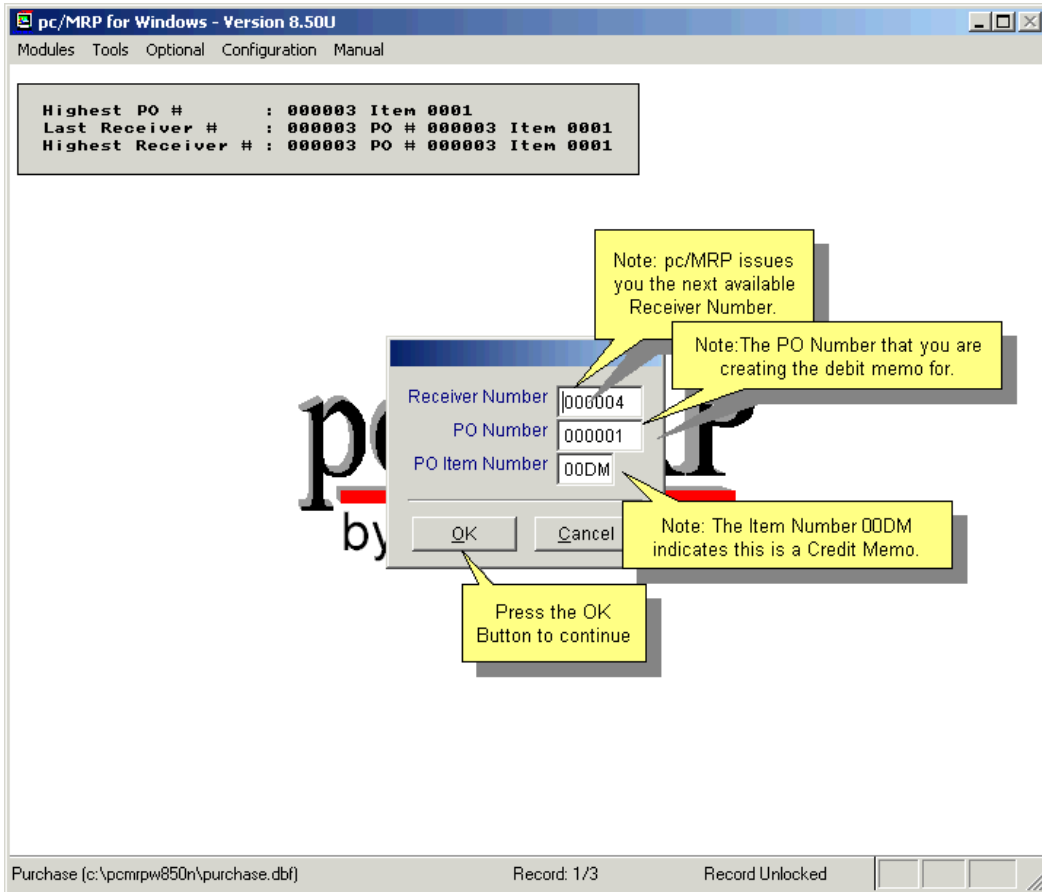 pc/MRP for Windows - Version 8.50U
Modules Tools Optional Configuration Manual
Highest PO # : 000003 Item 0001
Last Receiver # : 000003 PO # 000003 Item 0001
Highest Receiver # : 000003 PO # 000003 Item 0001
Note: pc/MRP issues
you the next available
Receiver Number.
Note:The PO Number that you are
creating the debit memo for.
Receiver Number 000004
PO Number 000001
PO Item Number 00DM
OK Cancel
Note: The Item Number 00DM
indicates this is a Credit Memo.
Press the OK
Button to continue
by
Purchase (c:\pcmrpw850n\purchase.dbf) Record: 1/3 Record Unlocked